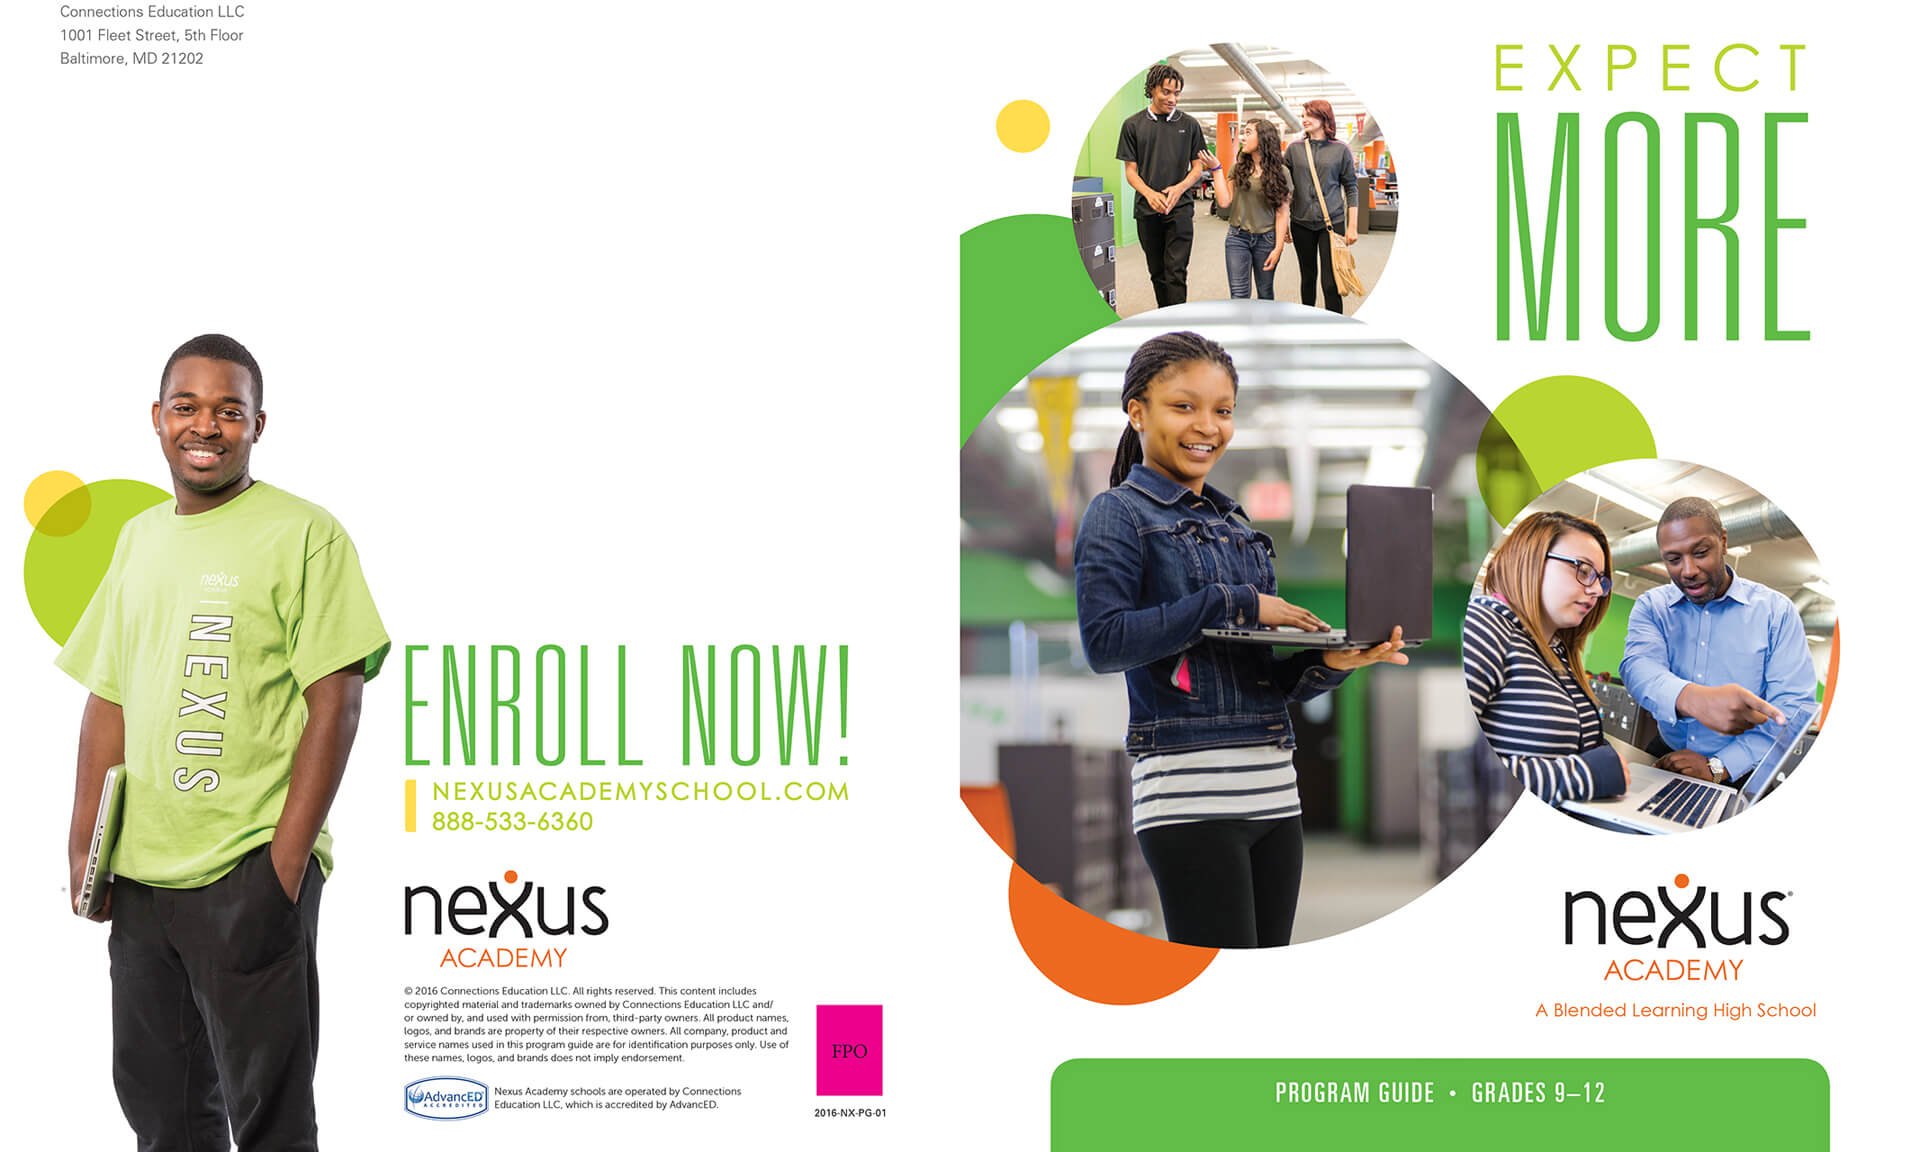 Connections Education LLC
1001 Fleet Street, 5th Floor
Baltimore, MD 21202
nexus
ACADEMY
NEXUS
ENROLL NOW!
NEXUSACADEMYSCHOOL.COM
888-533-6360
nexus
ACADEMY
© 2016 Connections Education LLC. All rights reserved. This content includes
copyrighted material and trademarks owned by Connections Education LLC and/
or owned by, and used with permission from, third-party owners. All product names,
logos, and brands are property of their respective owners. All company, product and
service names used in this program guide are for identification purposes only. Use of
these names, logos, and brands does not imply endorsement.
AdvancED®
ACCREDITED
Nexus Academy schools are operated by Connections
Education LLC, which is accredited by AdvancED.
FPO
2016-NX-PG-01
EXPECT
MORE
nexus®
ACADEMY
A Blended Learning High School
PROGRAM GUIDE • GRADES 9–12